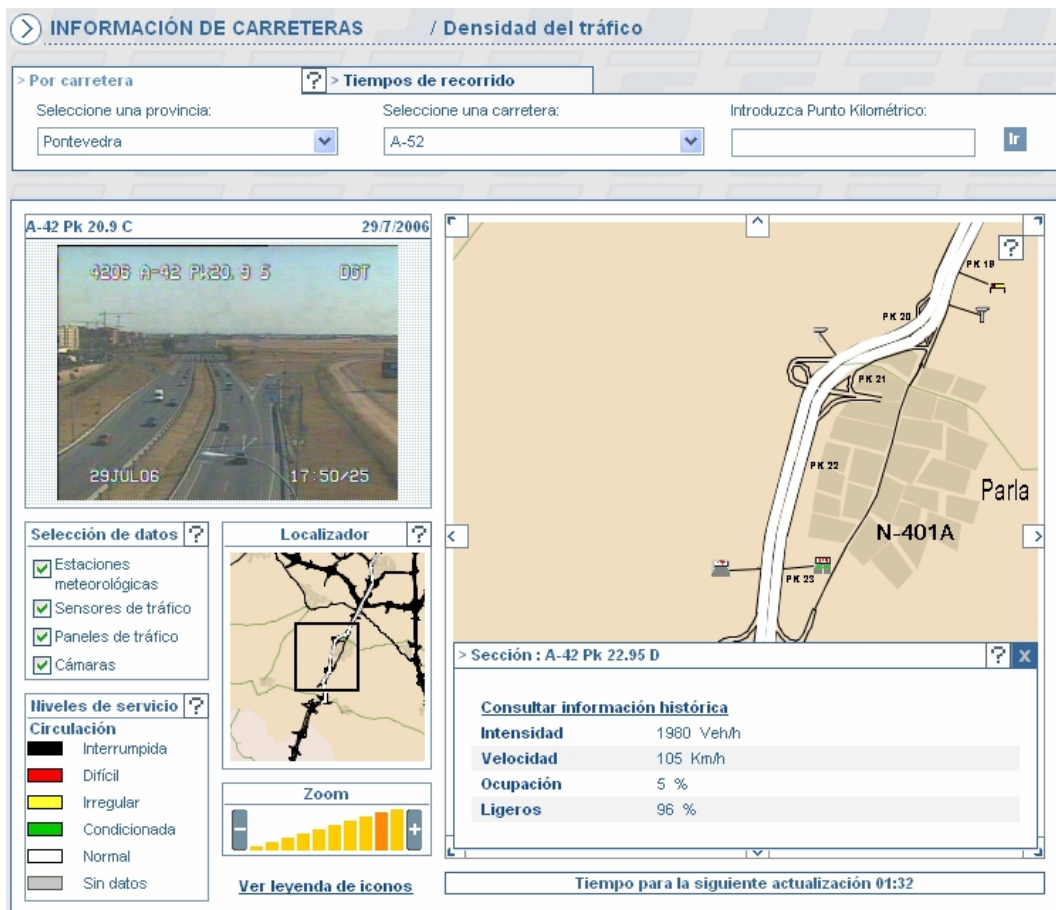 INFORMACIÓN DE CARRETERAS / Densidad del tráfico
> Por carretera ? > Tiempos de recorrido
Seleccione una provincia: Seleccione una carretera: Introduzca Punto Kilométrico:
Pontevedra A-52 Ir
A-42 Pk 20.9 C 29/7/2006
4206 A-42 PK20.9 S DGT
29JUL06 17:50/25
?
PK 19
PK 20
PK 21
PK 22
Parla
N-401A
PK 23
Selección de datos ?
Estaciones
meteorológicas
Sensores de tráfico
Paneles de tráfico
Cámaras
Localizador ?
Niveles de servicio ?
Circulación
Interrumpida
Difícil
Irregular
Condicionada
Normal
Sin datos
Zoom
- +
Ver leyenda de iconos
> Sección : A-42 Pk 22.95 D ? X
Consultar información histórica
Intensidad 1980 Veh/h
Velocidad 105 Km/h
Ocupación 5 %
Ligeros 96 %
Tiempo para la siguiente actualización 01:32